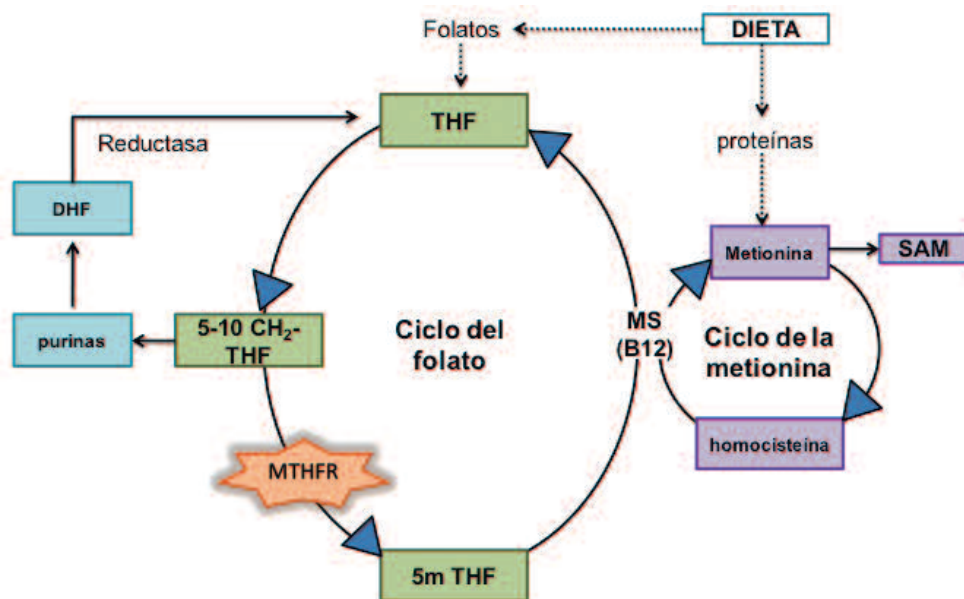 Folatos
DIETA
THF
Reductasa
proteínas
DHF
Metionina
SAM
purinas
5-10 CH₂-
THF
Ciclo del
folato
MS
(B12)
Ciclo de la
metionina
homocisteína
MTHFR
5m THF